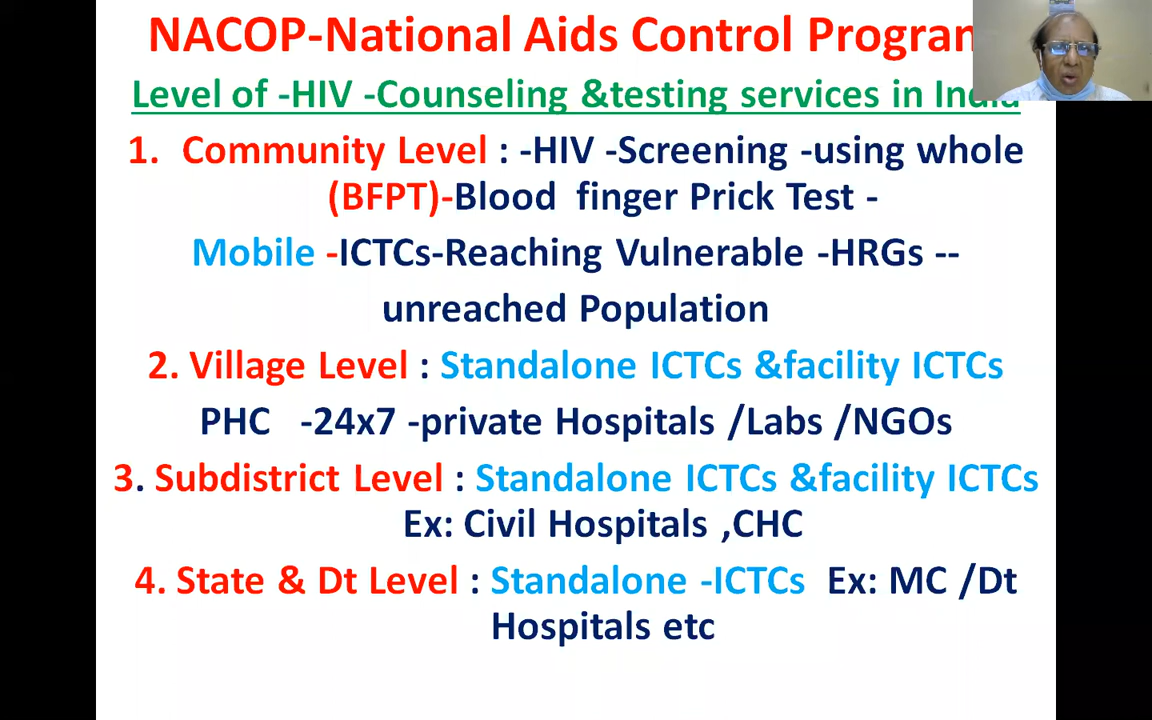 NACOP-National Aids Control Program
Level of -HIV -Counseling &testing services in India
1. Community Level : -HIV -Screening -using whole
(BFPT)-Blood finger Prick Test -
Mobile -ICTCs-Reaching Vulnerable -HRGs --
unreached Population
2. Village Level : Standalone ICTCs &facility ICTCs
PHC -24x7 -private Hospitals /Labs /NGOs
3. Subdistrict Level : Standalone ICTCs &facility ICTCs
Ex: Civil Hospitals ,CHC
4. State & Dt Level : Standalone -ICTCs Ex: MC /Dt
Hospitals etc